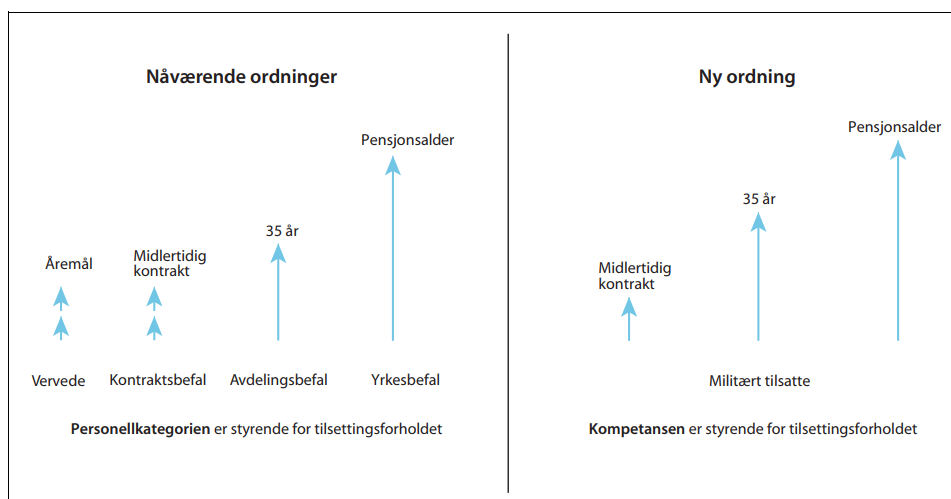 Nåværende ordninger
Pensjonsalder
35 år
Åremål
Midlertidig
kontrakt
Vervede
Kontraktsbefal
Avdelingsbefal
Yrkesbefal
Personellkategorien er styrende for tilsettingsforholdet
Ny ordning
Pensjonsalder
35 år
Midlertidig
kontrakt
Militært tilsatte
Kompetansen er styrende for tilsettingsforholdet